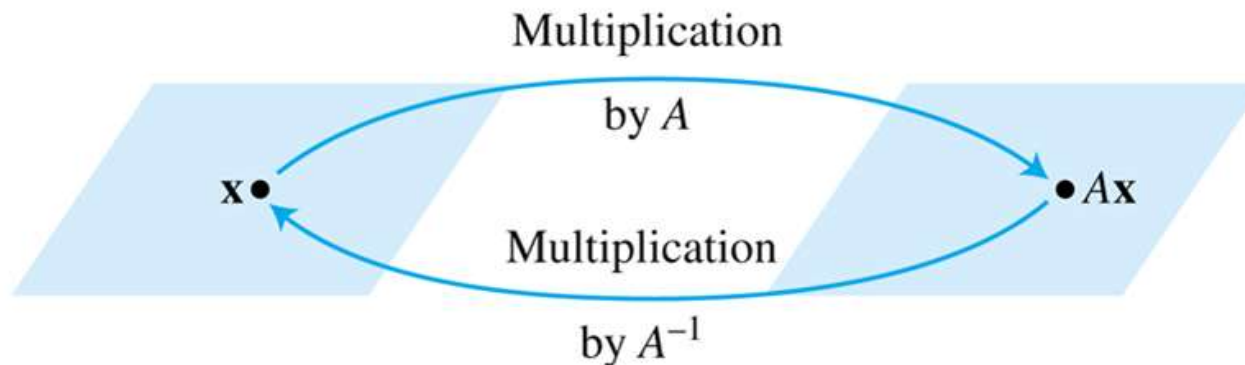 Multiplication
by A
x
Ax
Multiplication
by A⁻¹